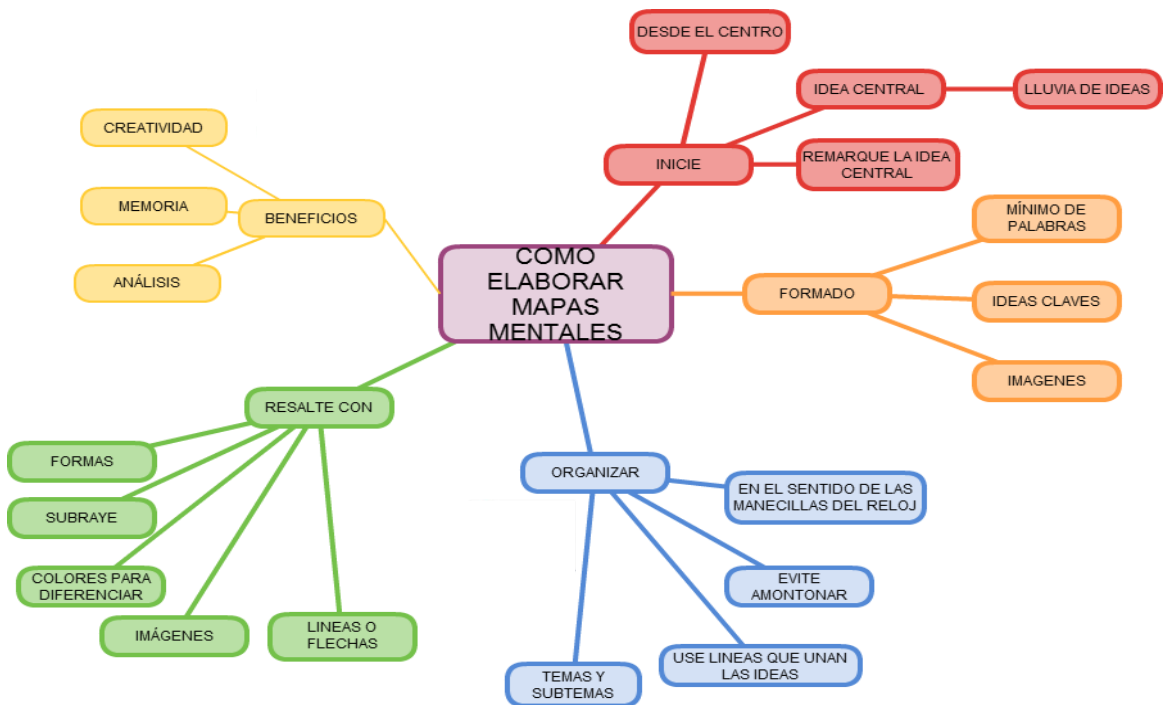 COMO
ELABORAR
MAPAS
MENTALES
INICIE
DESDE EL CENTRO
IDEA CENTRAL
LLUVIA DE IDEAS
REMARQUE LA IDEA
CENTRAL
FORMADO
MÍNIMO DE
PALABRAS
IDEAS CLAVES
IMAGENES
ORGANIZAR
EN EL SENTIDO DE LAS
MANECILLAS DEL RELOJ
EVITE
AMONTONAR
USE LINEAS QUE UNAN
LAS IDEAS
TEMAS Y
SUBTEMAS
RESALTE CON
FORMAS
SUBRAYE
COLORES PARA
DIFERENCIAR
IMÁGENES
LINEAS O
FLECHAS
BENEFICIOS
CREATIVIDAD
MEMORIA
ANÁLISIS